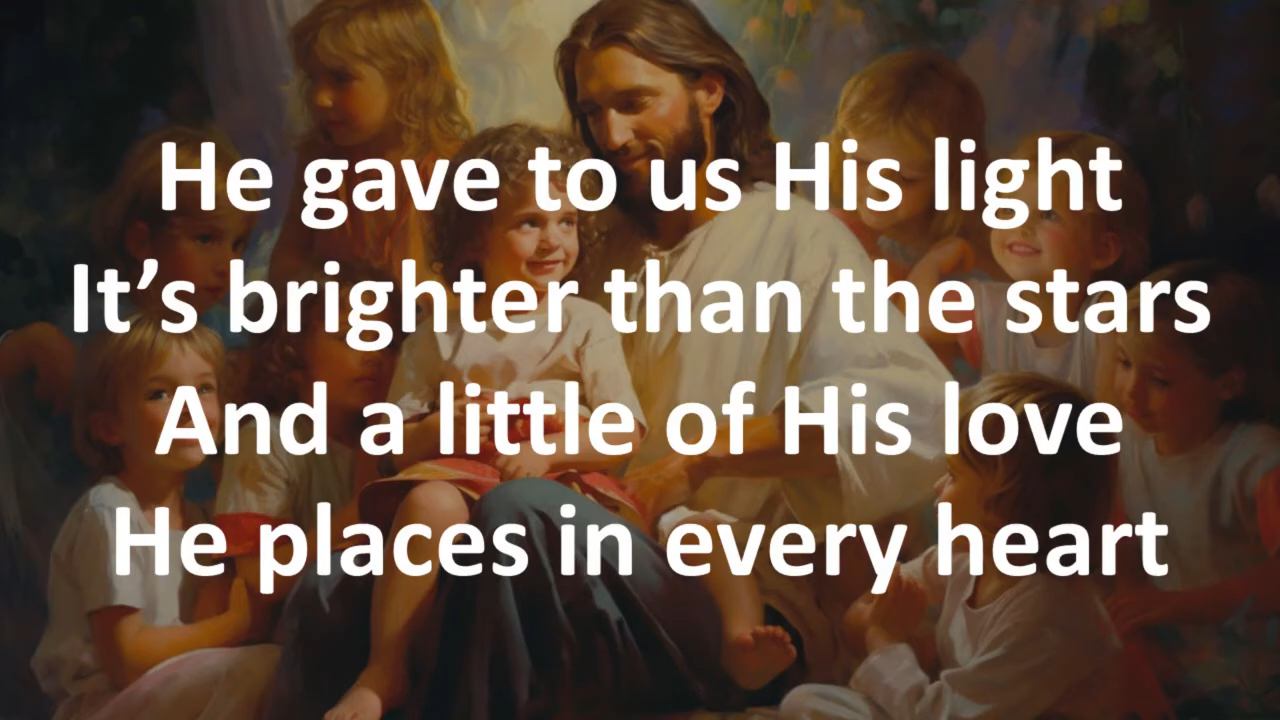 He gave to us His light
It’s brighter than the stars
And a little of His love
He places in every heart